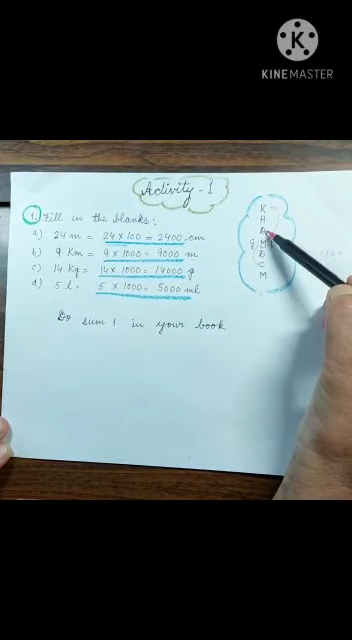 K
KINEMASTER
Activity - 1
1. Fill in the blanks:
a) 24 m = 24 × 100 = 2400 cm
b) 9 Km = 9 × 1000 = 9000 m
c) 14 Kg = 14 × 1000 = 14000 g
d) 5 l = 5 × 1000 = 5000 ml
Do sum 1 in your book
K
H
D
g M l
D
C
M